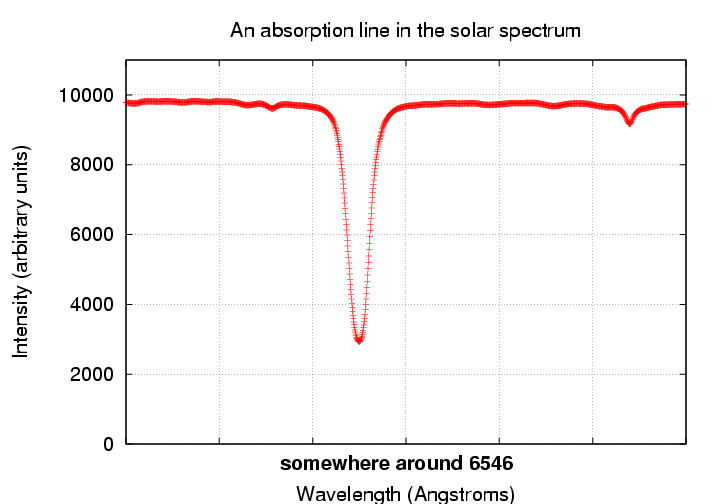 An absorption line in the solar spectrum
Intensity (arbitrary units)
10000
8000
6000
4000
2000
0
somewhere around 6546
Wavelength (Angstroms)